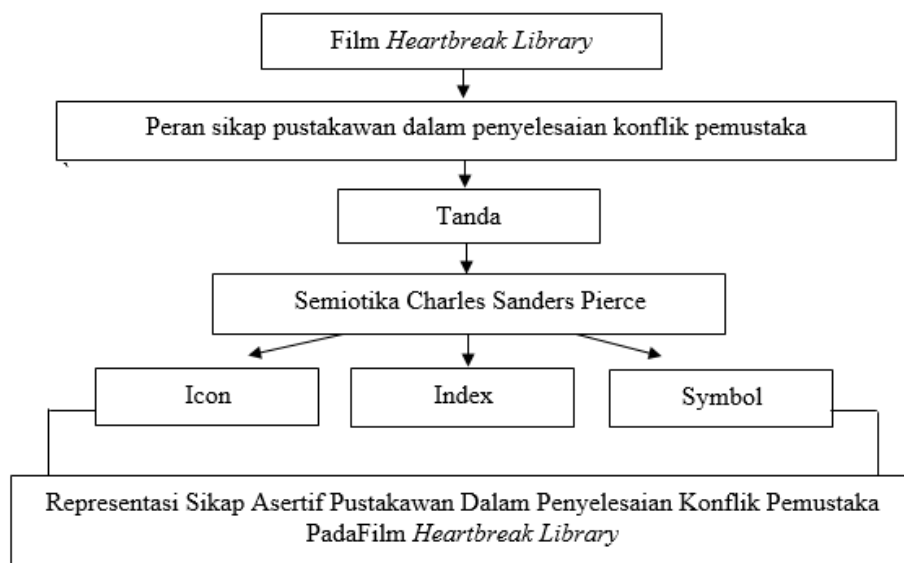 Film Heartbreak Library
Peran sikap pustakawan dalam penyelesaian konflik pemustaka
`
Tanda
Semiotika Charles Sanders Pierce
Icon
Index
Symbol
Representasi Sikap Asertif Pustakawan Dalam Penyelesaian Konflik Pemustaka
PadaFilm Heartbreak Library